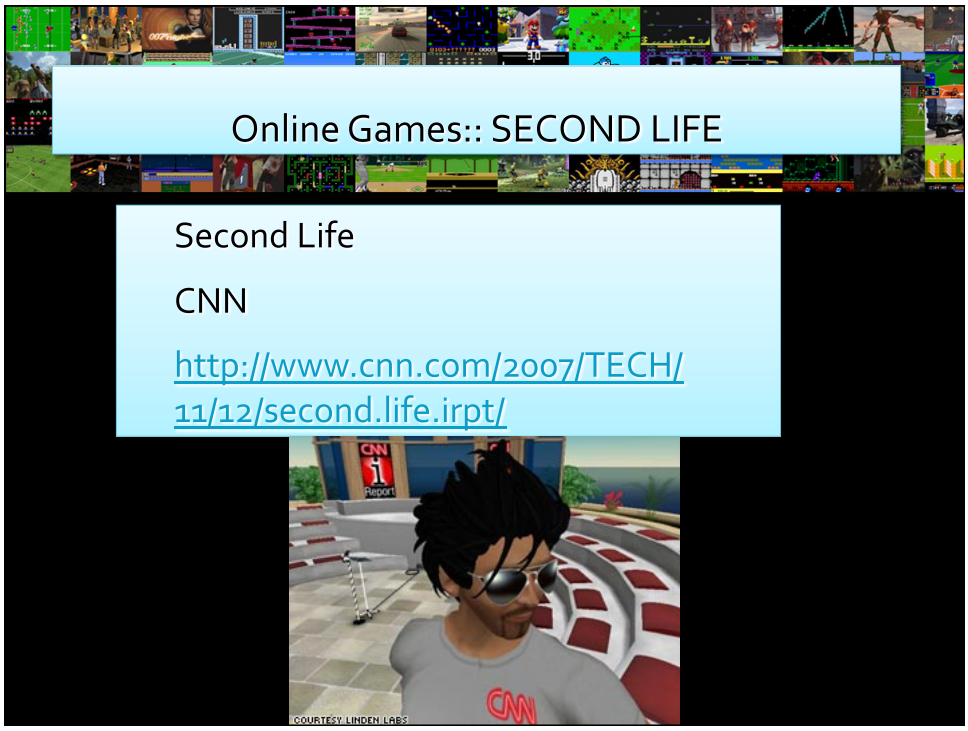 007
Online Games:: SECOND LIFE
Second Life
CNN
http://www.cnn.com/2007/TECH/
11/12/second.life.irpt/
CNN
i
Report
CNN
COURTESY LINDEN LABS